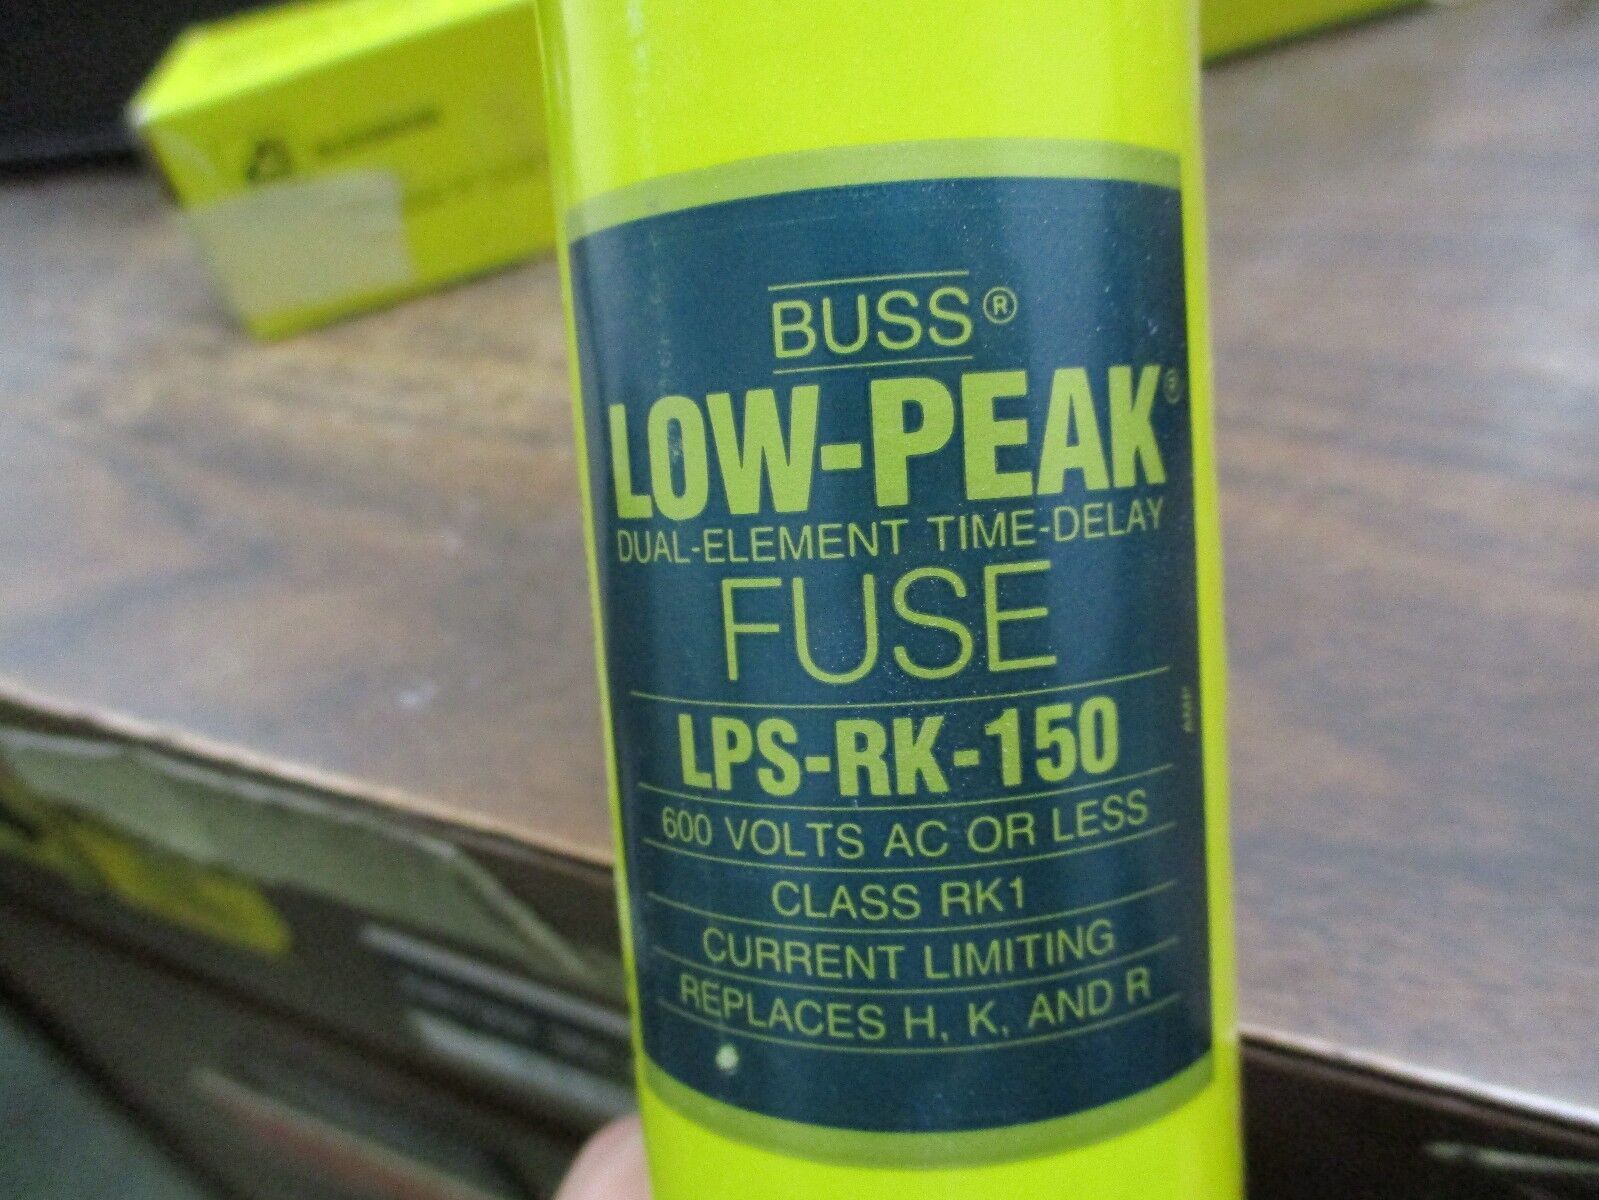 BUSS®
LOW-PEAK®
DUAL-ELEMENT TIME-DELAY
FUSE
LPS-RK-150
AMP
600 VOLTS AC OR LESS
CLASS RK1
CURRENT LIMITING
REPLACES H, K, AND R